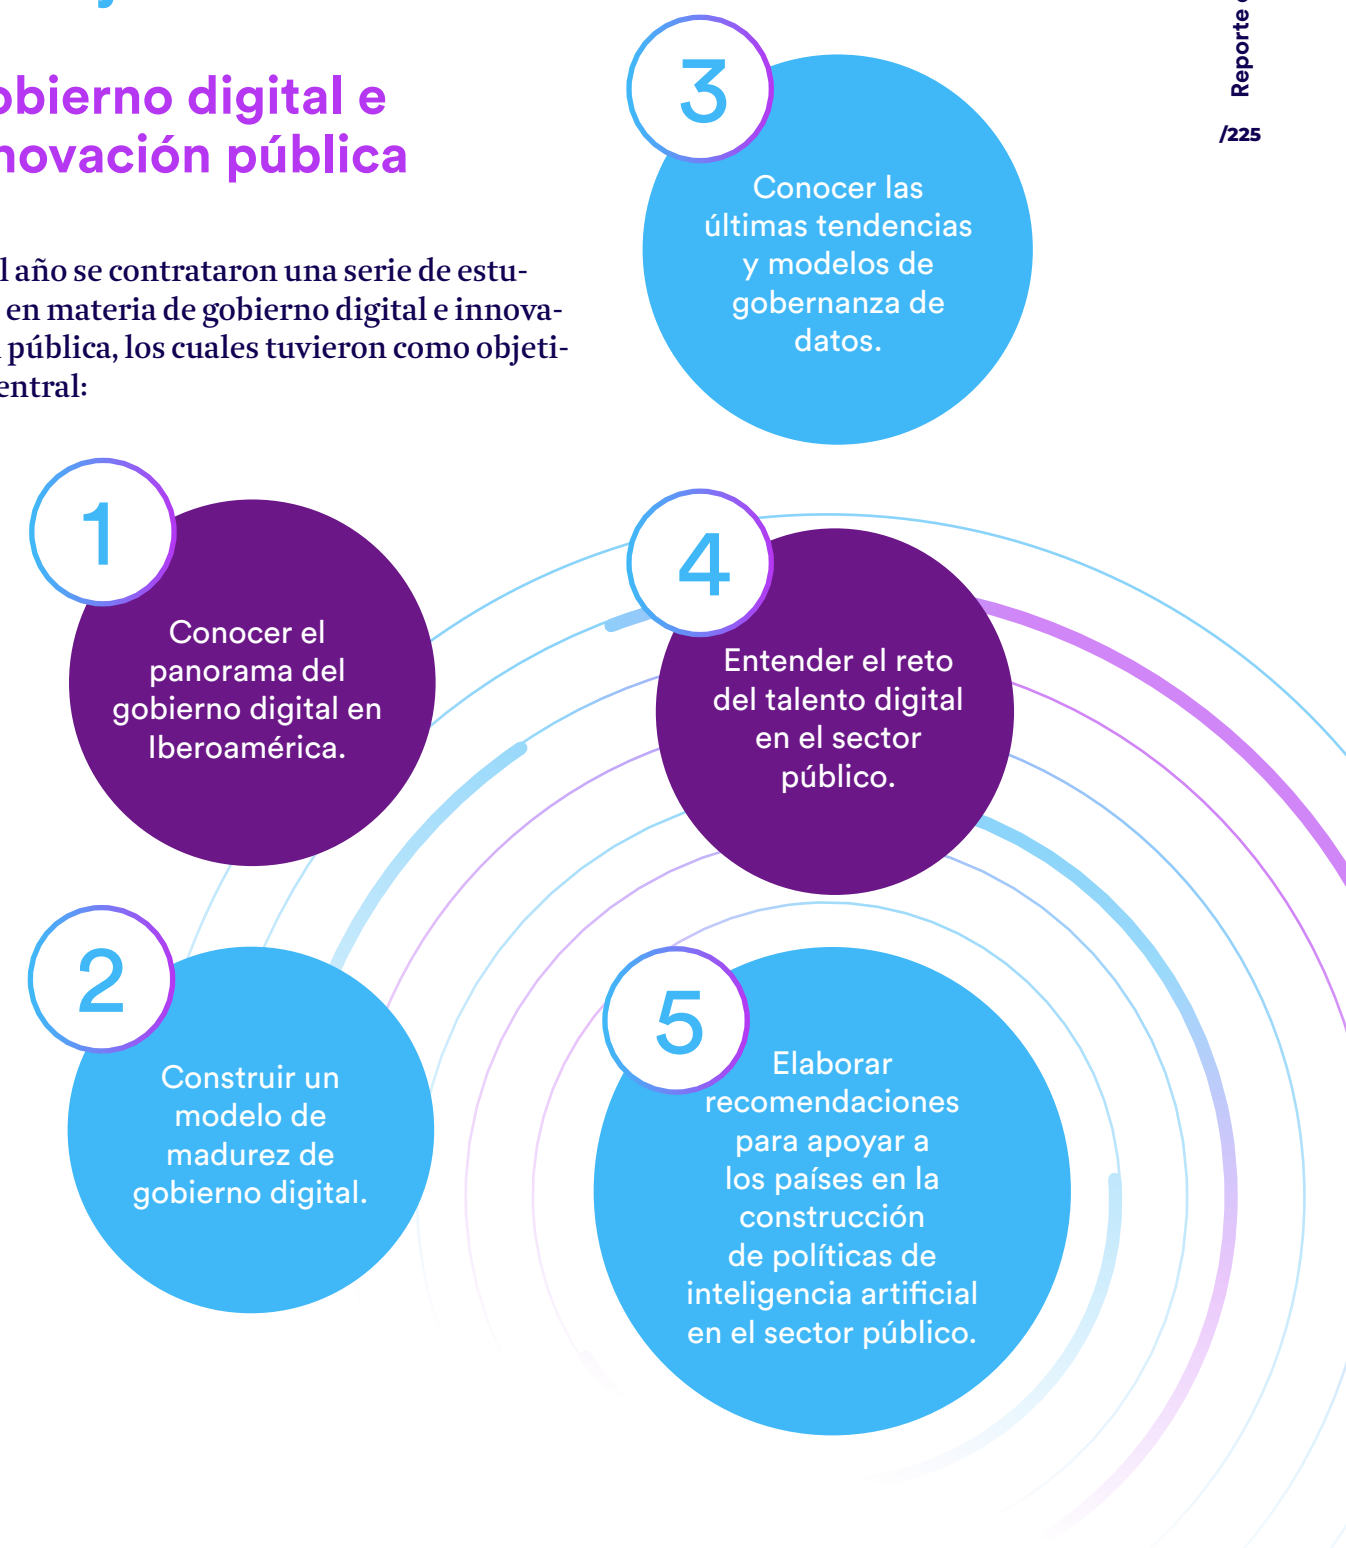 obierno digital e
novación pública
l año se contrataron una serie de estu-
en materia de gobierno digital e innova-
pública, los cuales tuvieron como objeti-
entral:
1
Conocer el
panorama del
gobierno digital en
Iberoamérica.
2
Construir un
modelo de
madurez de
gobierno digital.
3
Conocer las
últimas tendencias
y modelos de
gobernanza de
datos.
4
Entender el reto
del talento digital
en el sector
público.
5
Elaborar
recomendaciones
para apoyar a
los países en la
construcción
de políticas de
inteligencia artificial
en el sector público.
Reporte
/225